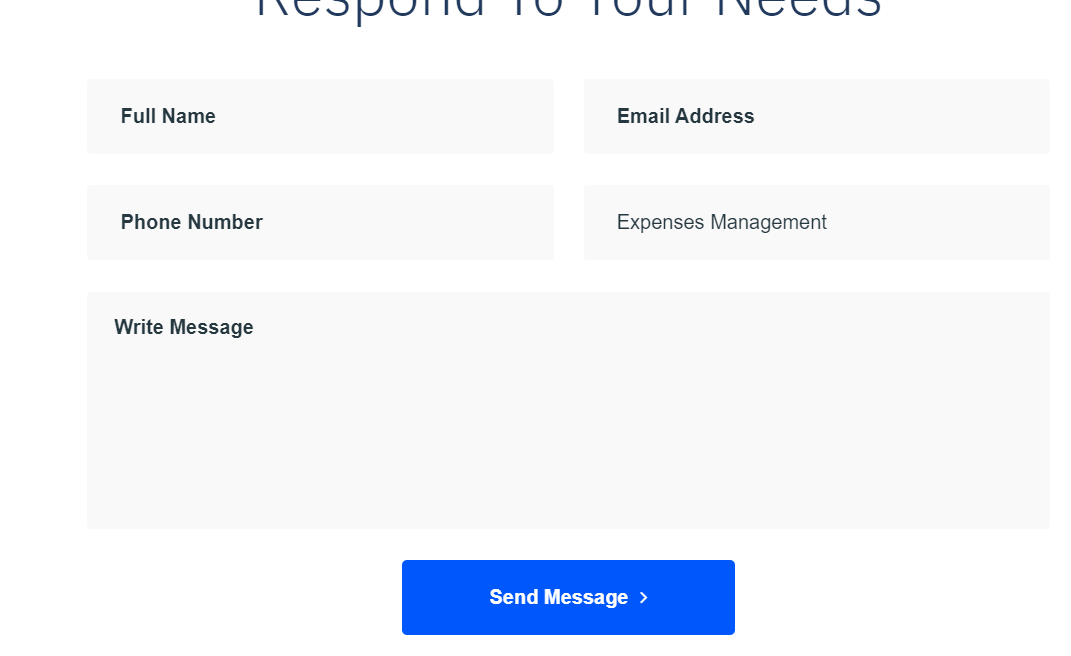 Respond To Your Needs
Full Name
Email Address
Phone Number
Expenses Management
Write Message
Send Message ›